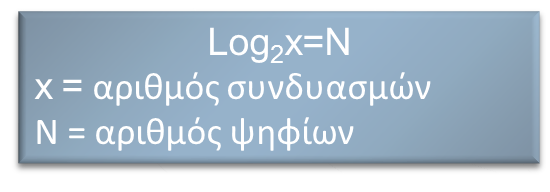 Log₂x=N
x = αριθμός συνδυασμών
N = αριθμός ψηφίων